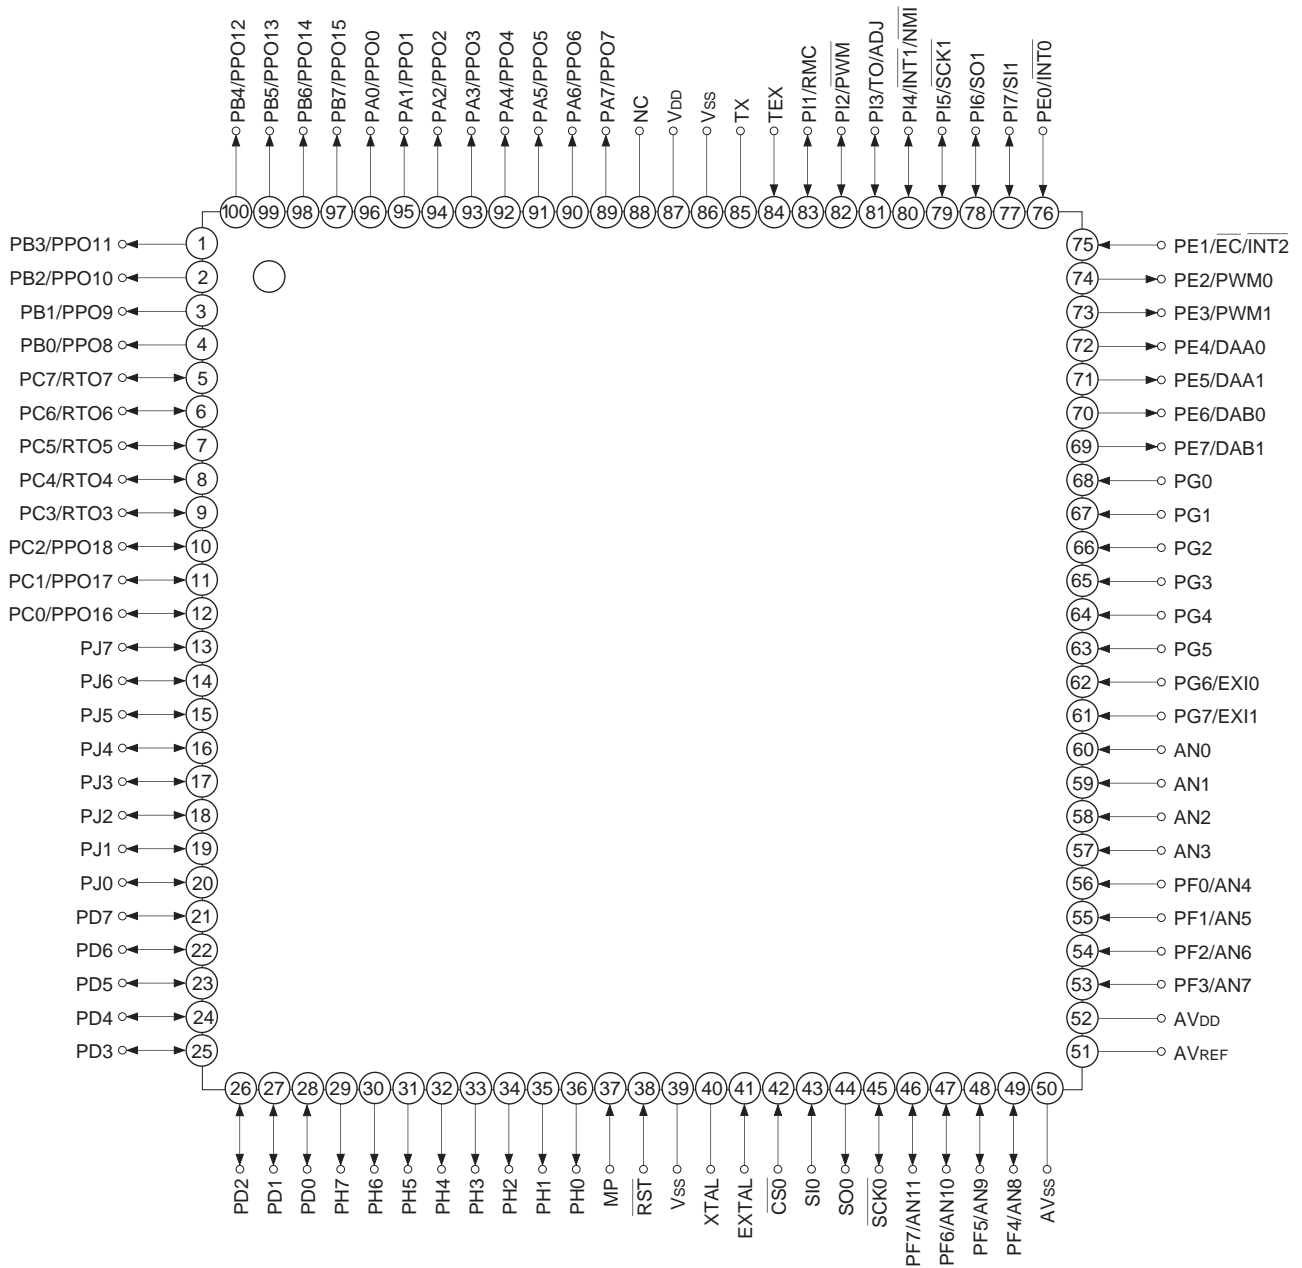 PB4/PPO12
PB5/PPO13
PB6/PPO14
PB7/PPO15
PA0/PPO0
PA1/PPO1
PA2/PPO2
PA3/PPO3
PA4/PPO4
PA5/PPO5
PA6/PPO6
PA7/PPO7
NC
VDD
VSS
TX
TEX
PI1/RMC
PI2/PWM
PI3/TO/ADJ
PI4/INT1/NMI
PI5/SCK1
PI6/SO1
PI7/SI1
PE0/INT0
100 99 98 97 96 95 94 93 92 91 90 89 88 87 86 85 84 83 82 81 80 79 78 77 76
PB3/PPO11 1
PB2/PPO10 2
PB1/PPO9 3
PB0/PPO8 4
PC7/RTO7 5
PC6/RTO6 6
PC5/RTO5 7
PC4/RTO4 8
PC3/RTO3 9
PC2/PPO18 10
PC1/PPO17 11
PC0/PPO16 12
PJ7 13
PJ6 14
PJ5 15
PJ4 16
PJ3 17
PJ2 18
PJ1 19
PJ0 20
PD7 21
PD6 22
PD5 23
PD4 24
PD3 25
75 PE1/EC/INT2
74 PE2/PWM0
73 PE3/PWM1
72 PE4/DAA0
71 PE5/DAA1
70 PE6/DAB0
69 PE7/DAB1
68 PG0
67 PG1
66 PG2
65 PG3
64 PG4
63 PG5
62 PG6/EXI0
61 PG7/EXI1
60 AN0
59 AN1
58 AN2
57 AN3
56 PF0/AN4
55 PF1/AN5
54 PF2/AN6
53 PF3/AN7
52 AVDD
51 AVREF
26 27 28 29 30 31 32 33 34 35 36 37 38 39 40 41 42 43 44 45 46 47 48 49 50
PD2
PD1
PD0
PH7
PH6
PH5
PH4
PH3
PH2
PH1
PH0
MP
RST
VSS
XTAL
EXTAL
CS0
SI0
SO0
SCK0
PF7/AN11
PF6/AN10
PF5/AN9
PF4/AN8
AVSS